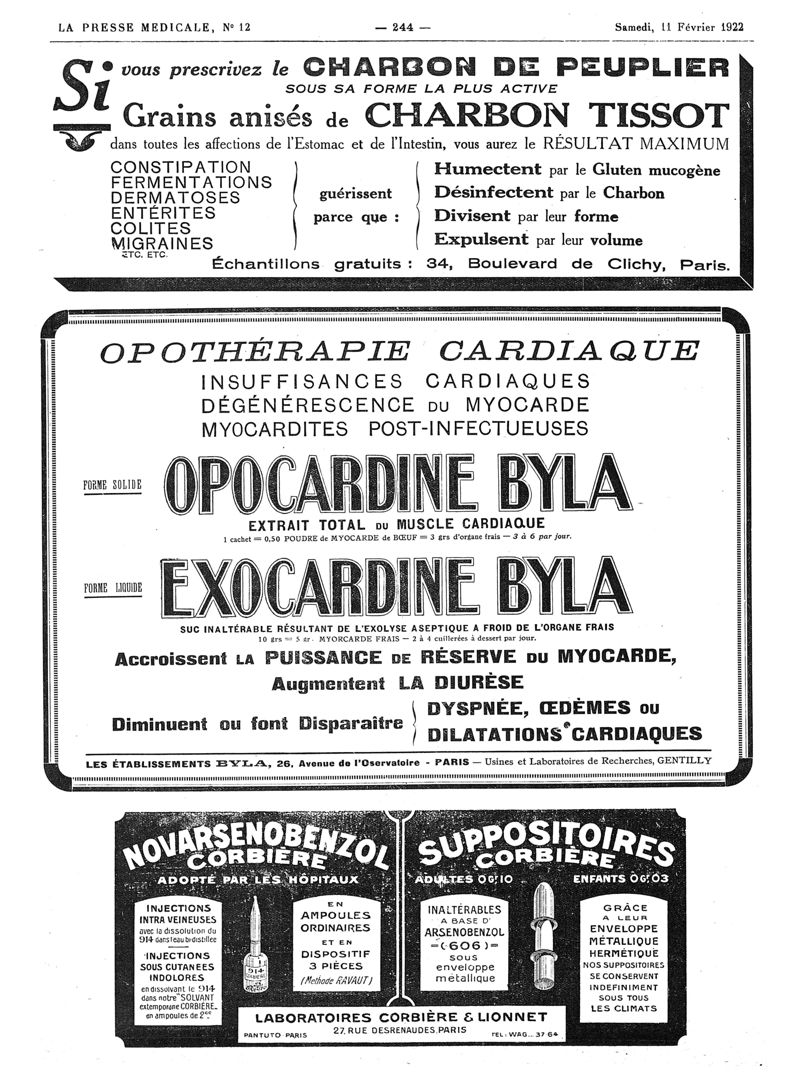 LA PRESSE MEDICALE, N° 12 — 244 — Samedi, 11 Février 1922
Si vous prescrivez le CHARBON DE PEUPLIER
SOUS SA FORME LA PLUS ACTIVE
Grains anisés de CHARBON TISSOT
dans toutes les affections de l'Estomac et de l'Intestin, vous aurez le RÉSULTAT MAXIMUM
CONSTIPATION
FERMENTATIONS
DERMATOSES
ENTÉRITES
COLITES
MIGRAINES
ETC. ETC.
guérissent
parce que :
Humectent par le Gluten mucogène
Désinfectent par le Charbon
Divisent par leur forme
Expulsent par leur volume
Échantillons gratuits : 34, Boulevard de Clichy, Paris.
OPOTHÉRAPIE CARDIAQUE
INSUFFISANCES CARDIAQUES
DÉGÉNÉRESCENCE DU MYOCARDE
MYOCARDITES POST-INFECTUEUSES
FORME SOLIDE OPOCARDINE BYLA
EXTRAIT TOTAL DU MUSCLE CARDIAQUE
1 cachet = 0,50 POUDRE de MYOCARDE de BŒUF = 3 grs d'organe frais — 3 à 6 par jour.
FORME LIQUIDE EXOCARDINE BYLA
SUC INALTÉRABLE RÉSULTANT DE L'EXOLYSE ASEPTIQUE A FROID DE L'ORGANE FRAIS
10 grs = 5 gr. MYORCARDE FRAIS — 2 à 4 cuillerées à dessert par jour.
Accroissent LA PUISSANCE DE RÉSERVE DU MYOCARDE,
Augmentent LA DIURÈSE
Diminuent ou font Disparaître
DYSPNÉE, ŒDÈMES OU
DILATATIONS CARDIAQUES
LES ÉTABLISSEMENTS BYLA, 26, Avenue de l'Oservatoire - PARIS — Usines et Laboratoires de Recherches, GENTILLY
NOVARSENOBENZOL
CORBIÈRE
ADOPTÉ PAR LES HÔPITAUX
INJECTIONS
INTRA VEINEUSES
avec la dissolution du
914 dans l'eau bi-distillée
INJECTIONS
SOUS CUTANEES
INDOLORES
en dissolvant le 914
dans notre "SOLVANT
extemporane CORBIÈRE"
en ampoules de 2cc
914
CORBIÈRE
EN
AMPOULES
ORDINAIRES
ET EN
DISPOSITIF
3 PIÈCES
(Methode RAVAUT)
SUPPOSITOIRES
CORBIÈRE
ADULTES 0G,10 ENFANTS 0G,03
INALTÉRABLES
A BASE D'
ARSENOBENZOL
=(606)=
sous
enveloppe
métallique
GRÂCE
A LEUR
ENVELOPPE
MÉTALLIQUE
HERMÉTIQUE
NOS SUPPOSITOIRES
SE CONSERVENT
INDEFINIMENT
SOUS TOUS
LES CLIMATS
LABORATOIRES CORBIÈRE & LIONNET
27, RUE DESRENAUDES, PARIS
PANTUTO PARIS
TEL: WAG... 37 64